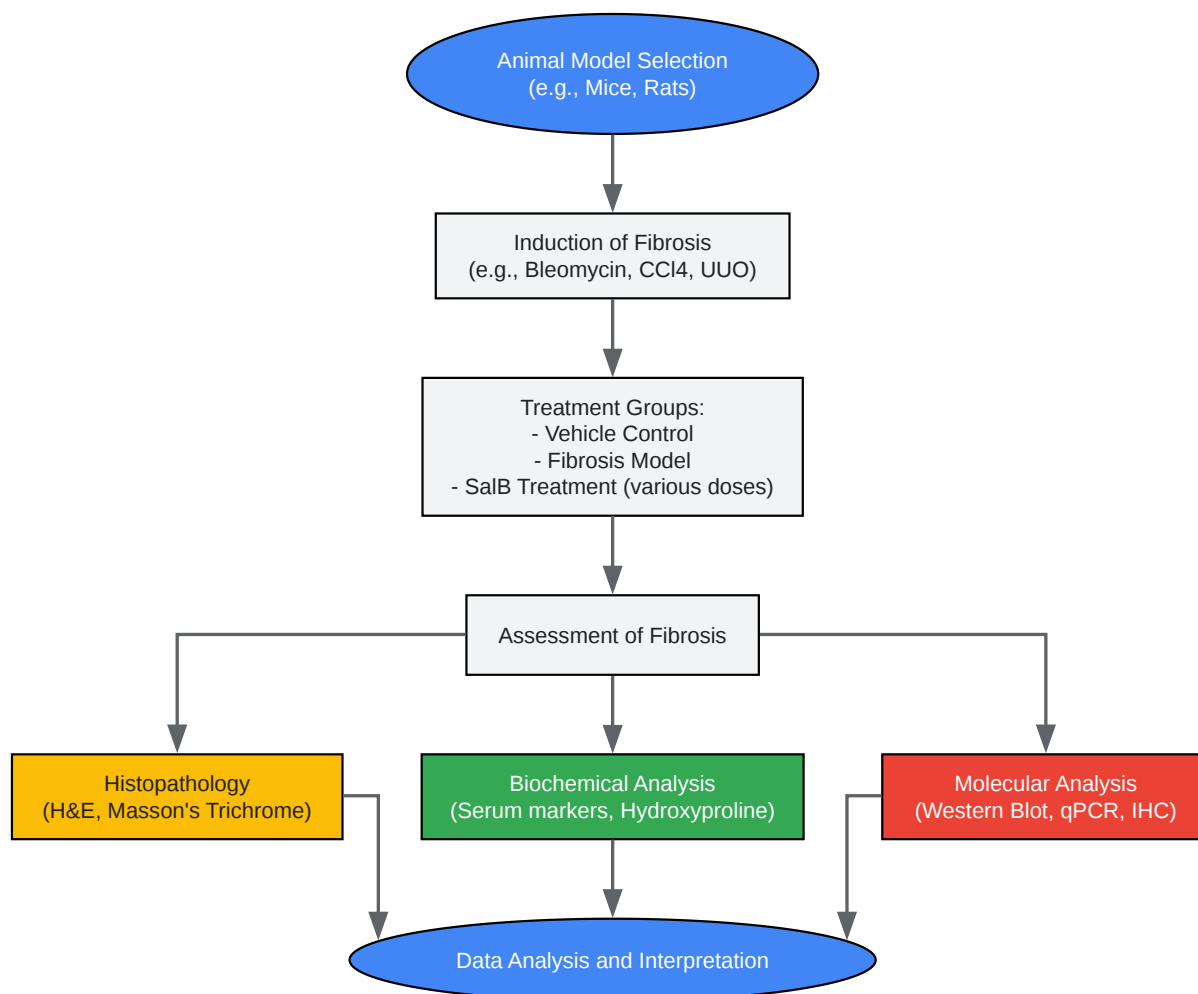 Animal Model Selection
(e.g., Mice, Rats)
Induction of Fibrosis
(e.g., Bleomycin, CCl4, UUO)
Treatment Groups:
- Vehicle Control
- Fibrosis Model
- SalB Treatment (various doses)
Assessment of Fibrosis
Histopathology
(H&E, Masson's Trichrome)
Biochemical Analysis
(Serum markers, Hydroxyproline)
Molecular Analysis
(Western Blot, qPCR, IHC)
Data Analysis and Interpretation